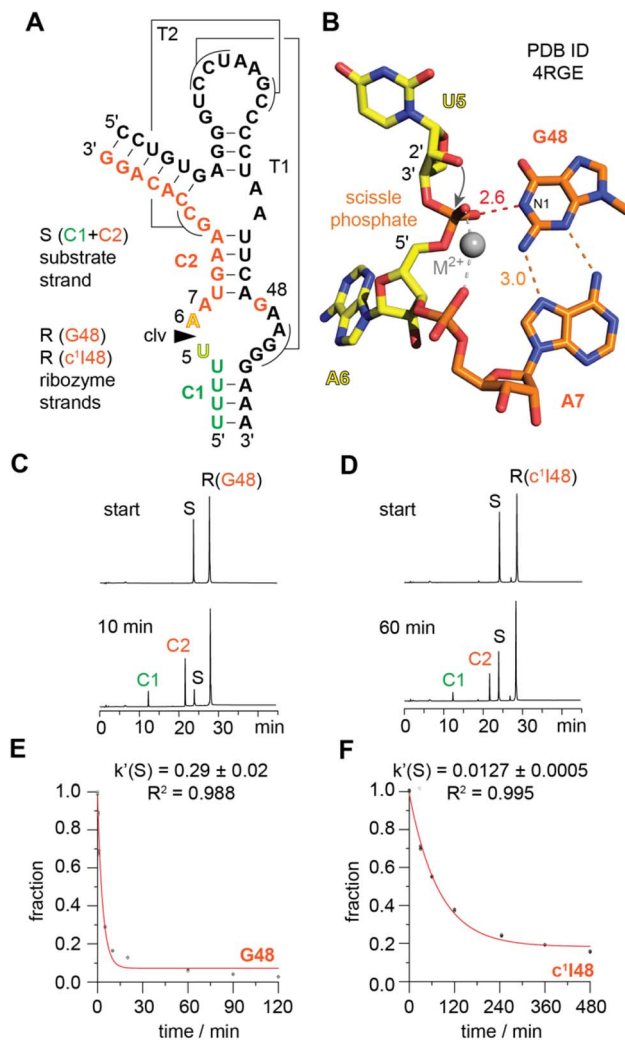 A
T2
CCUAAG
U C
G C
G C
G C
A U
T1
CCUGUG
3'
GGACACCG
A
A
A
A
U
G
U
C
U A
A
G
48
A
A
G
G
G
S (C1+C2)
substrate
strand
C2
7
A
6
clv
U
5
R (G48)
R (c¹I48)
ribozyme
strands
C1
U
U A
U A
U A
5' 3'
B
PDB ID
4RGE
U5
2'
3'
G48
scissle
phosphate
2.6
N1
5'
M²⁺
3.0
A6
A7
C
R(G48)
start
S
10 min
C2
C1
S
0 10 20 30 min
D
R(c¹I48)
start
S
60 min
S
C2
C1
0 10 20 30 min
E
k'(S) = 0.29 ± 0.02
R² = 0.988
1.0
0.8
0.6
0.4
0.2
0.0
fraction
G48
0 30 60 90 120
time / min
F
k'(S) = 0.0127 ± 0.0005
R² = 0.995
1.0
0.8
0.6
0.4
0.2
0.0
fraction
c¹I48
0 120 240 360 480
time / min